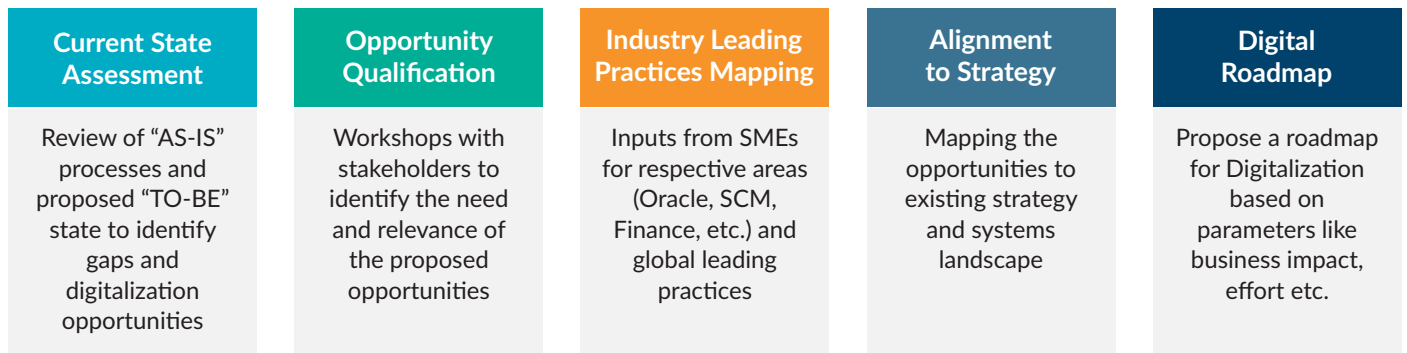 Current State
Assessment
Review of “AS-IS”
processes and
proposed “TO-BE”
state to identify
gaps and
digitalization
opportunities
Opportunity
Qualification
Workshops with
stakeholders to
identify the need
and relevance of
the proposed
opportunities
Industry Leading
Practices Mapping
Inputs from SMEs
for respective areas
(Oracle, SCM,
Finance, etc.) and
global leading
practices
Alignment
to Strategy
Mapping the
opportunities to
existing strategy
and systems
landscape
Digital
Roadmap
Propose a roadmap
for Digitalization
based on
parameters like
business impact,
effort etc.